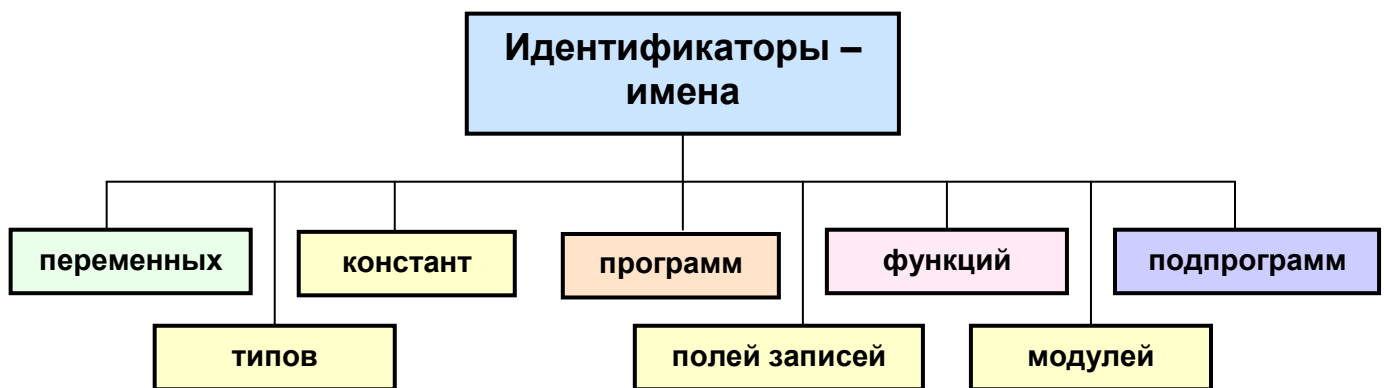 Идентификаторы –
имена
переменных
констант
программ
функций
подпрограмм
типов
полей записей
модулей